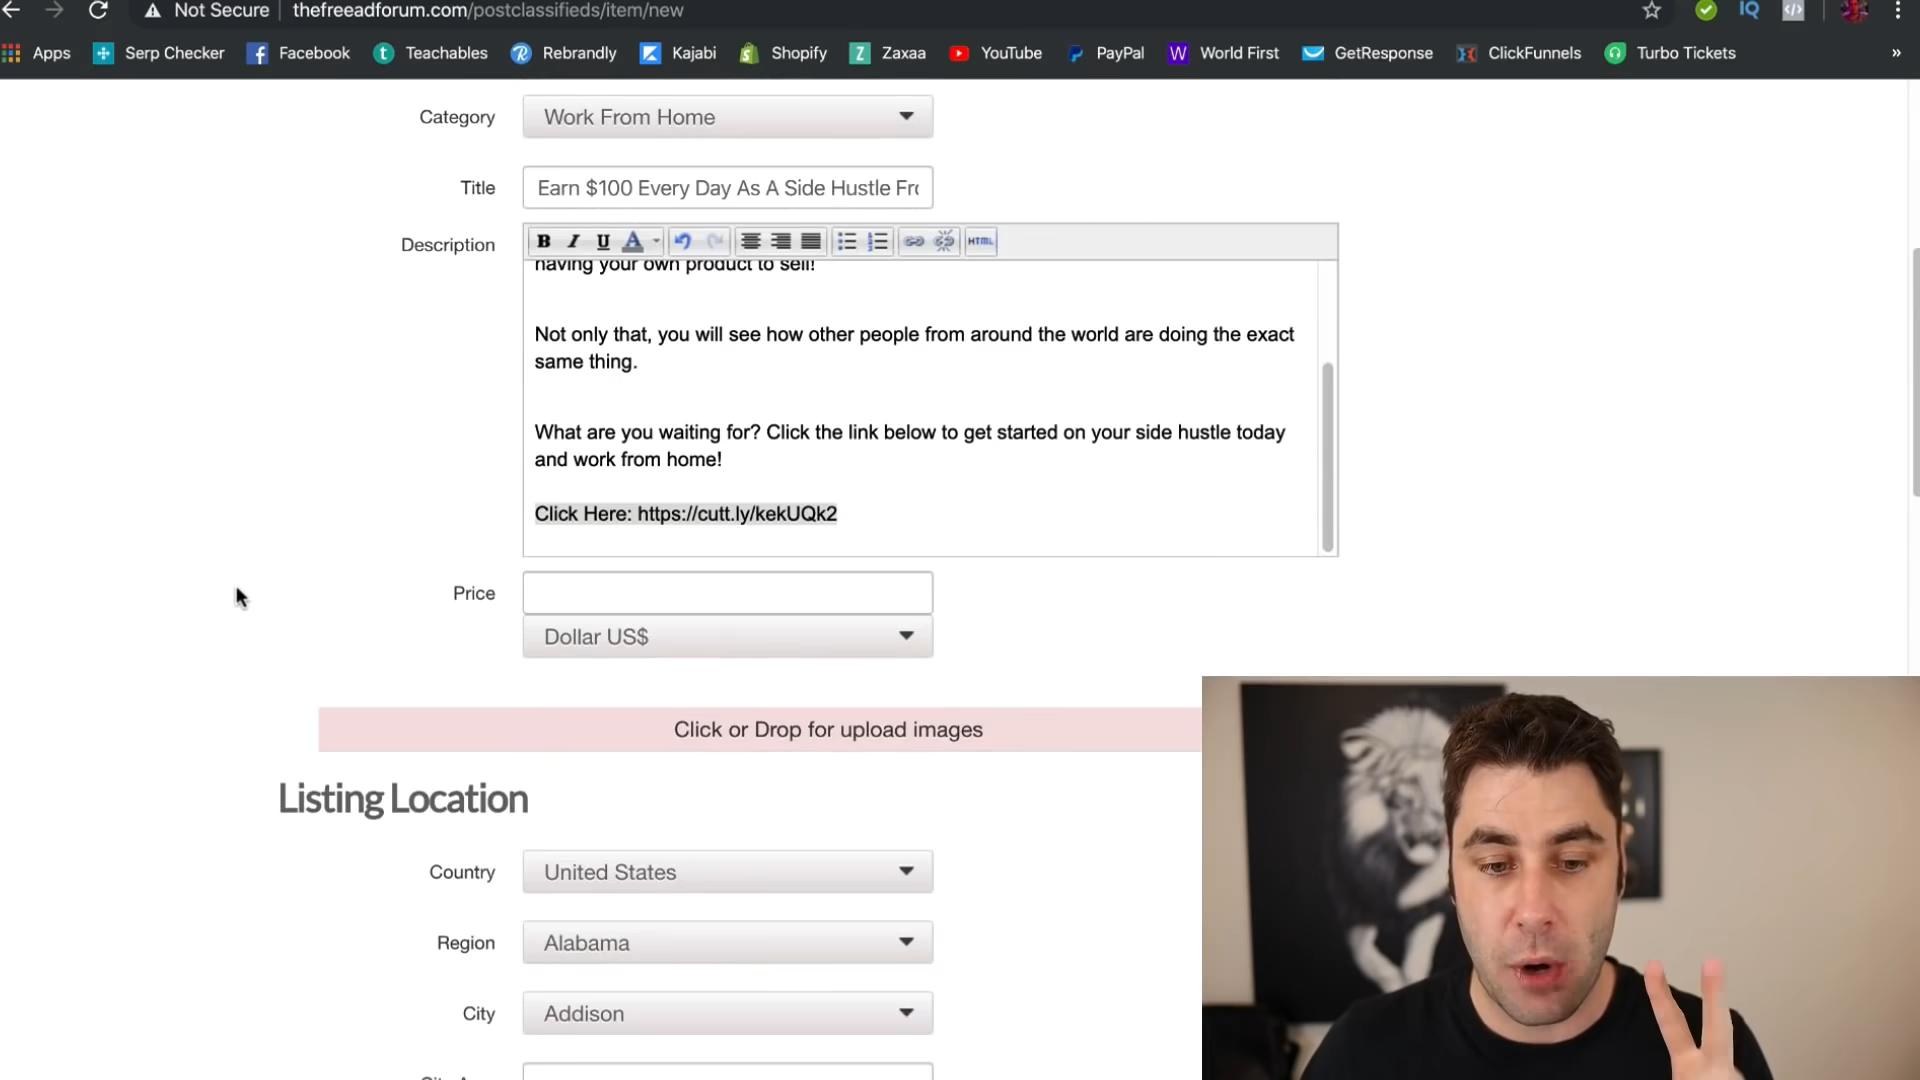 Not Secure thefreeadforum.com/postclassifieds/item/new
Apps Serp Checker Facebook Teachables Rebrandly Kajabi Shopify Zaxaa YouTube PayPal World First GetResponse ClickFunnels Turbo Tickets »
Category Work From Home
Title Earn $100 Every Day As A Side Hustle Fro
Description B I U A HTML
having your own product to sell!
Not only that, you will see how other people from around the world are doing the exact
same thing.
What are you waiting for? Click the link below to get started on your side hustle today
and work from home!
Click Here: https://cutt.ly/kekUQk2
Price
Dollar US$
Click or Drop for upload images
Listing Location
Country United States
Region Alabama
City Addison